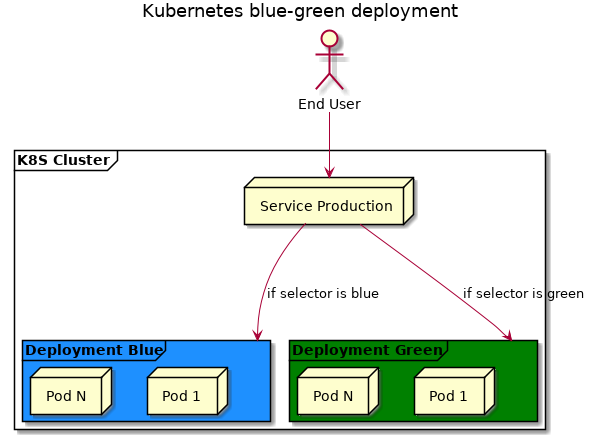 Kubernetes blue-green deployment
End User
K8S Cluster
Service Production
if selector is blue
if selector is green
Deployment Blue
Deployment Green
Pod N
Pod 1
Pod N
Pod 1